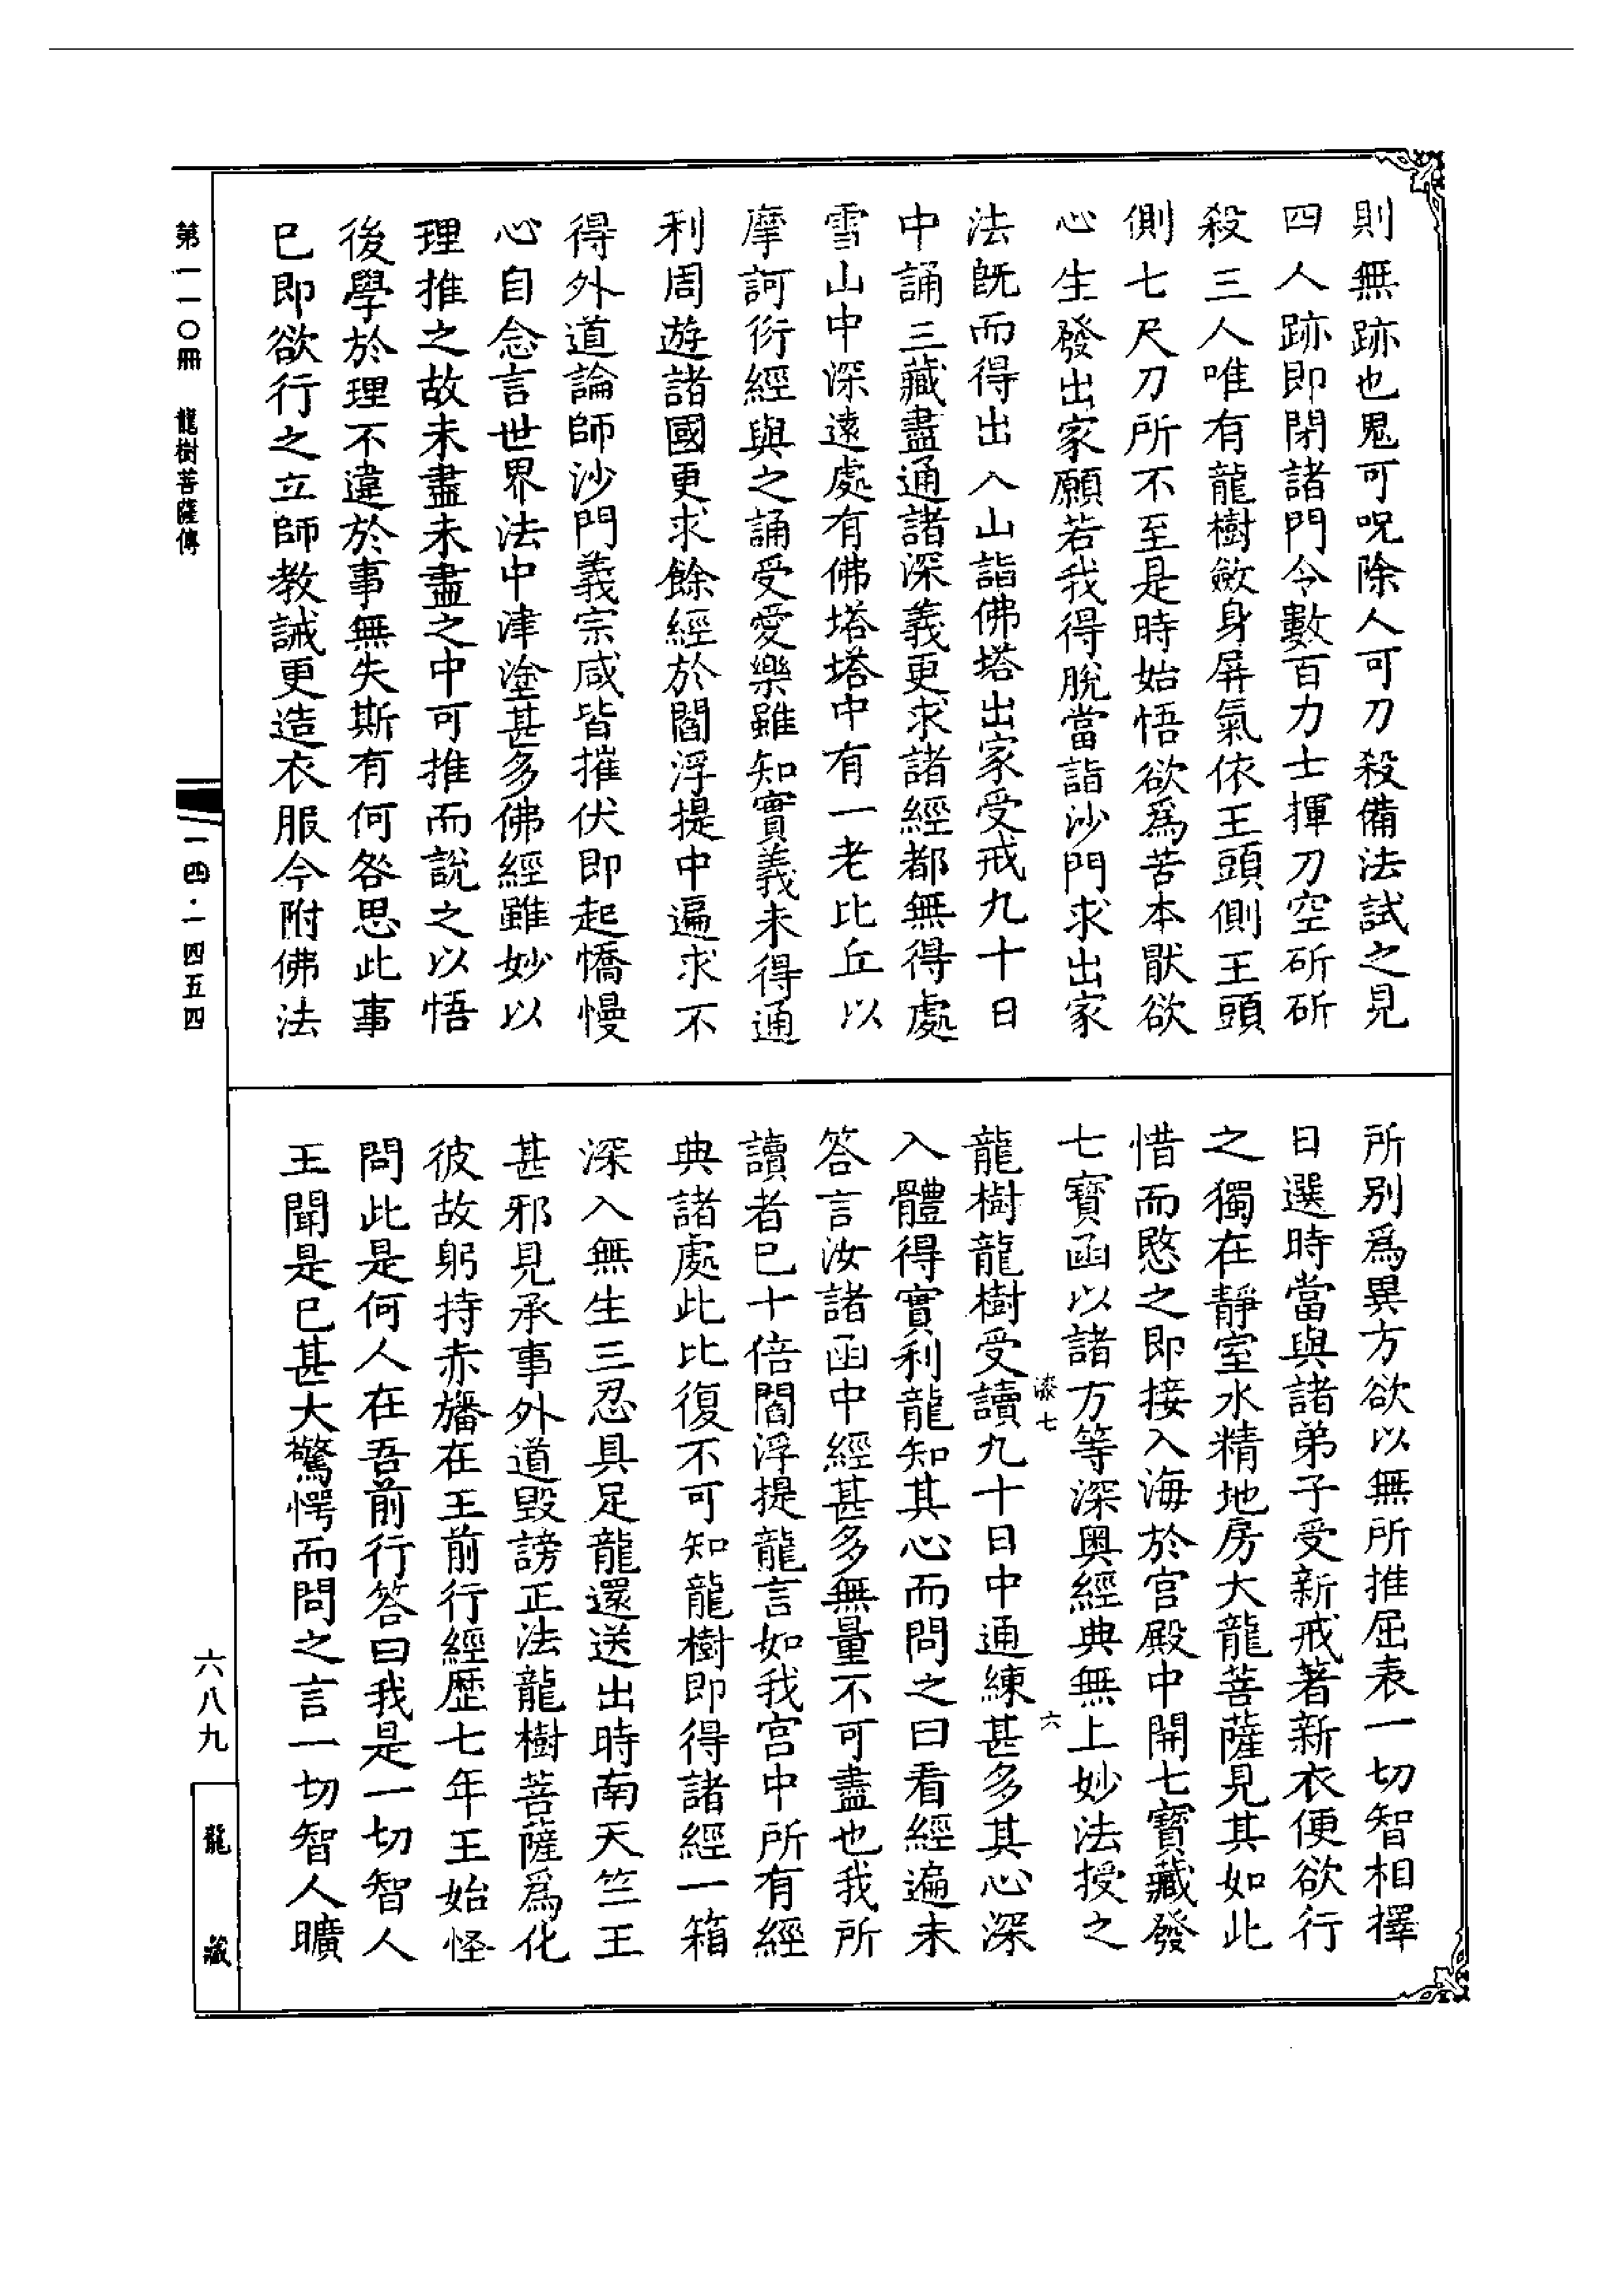 則無跡也鬼可呪除人可刀殺備法試之見
四人跡即閉諸門令數百力士揮刀空斫斫
殺三人唯有龍樹斂身屏氣依王頭側王頭
側七尺刀所不至是時始悟欲爲苦本猒欲
心生發出家願若我得脫當詣沙門求出家
法旣而得出入山詣佛塔出家受戒九十日
中誦三藏盡通諸深義更求諸經都無得處
雪山中深遠處有佛塔塔中有一老比丘以
摩訶衍經與之誦受愛樂雖知實義未得通
利周遊諸國更求餘經於閻浮提中遍求不
得外道論師沙門義宗咸皆摧伏即起憍慢
心自念言世界法中津塗甚多佛經雖妙以
理推之故未盡未盡之中可推而說之以悟
後學於理不違於事無失斯有何咎思此事
已即欲行之立師教誡更造衣服今附佛法
所別爲異方欲以無所推屈表一切智相擇
日選時當與諸弟子受新戒著新衣便欲行
之獨在靜室水精地房大龍菩薩見其如此
惜而愍之即接入海於宮殿中開七寶藏發
七寶函以諸方等深奧經典無上妙法授之
漆七
六
龍樹龍樹受讀九十日中通練甚多其心深
入體得實利龍知其心而問之曰看經遍未
答言汝諸函中經甚多無量不可盡也我所
讀者已十倍閻浮提龍言如我宮中所有經
典諸處此比復不可知龍樹即得諸經一箱
深入無生三忍具足龍還送出時南天竺王
甚邪見承事外道毀謗正法龍樹菩薩爲化
彼故躬持赤旛在王前行經歷七年王始怪
問此是何人在吾前行答曰我是一切智人
王聞是已甚大驚愕而問之言一切智人曠
第一一〇冊 龍樹菩薩傳
一四·一四五四
六八九
龍藏